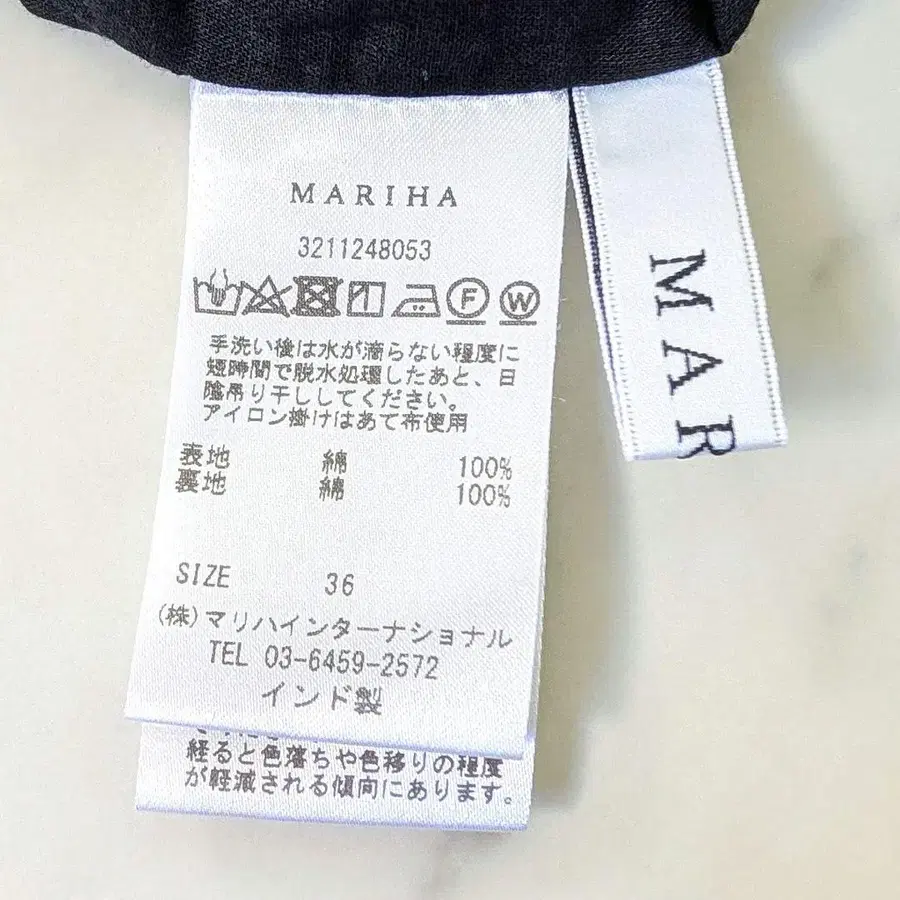 MARIHA
3211248053
F W
手洗い後は水が滴らない程度に
短時間で脱水処理したあと、日
陰吊り干ししてください。
アイロン掛けはあて布使用
表地 綿 100%
裏地 綿 100%
SIZE 36
(株)マリハインターナショナル
TEL 03-6459-2572
インド製
経ると色落ちや色移りの程度
が軽減される傾向にあります。
MAR